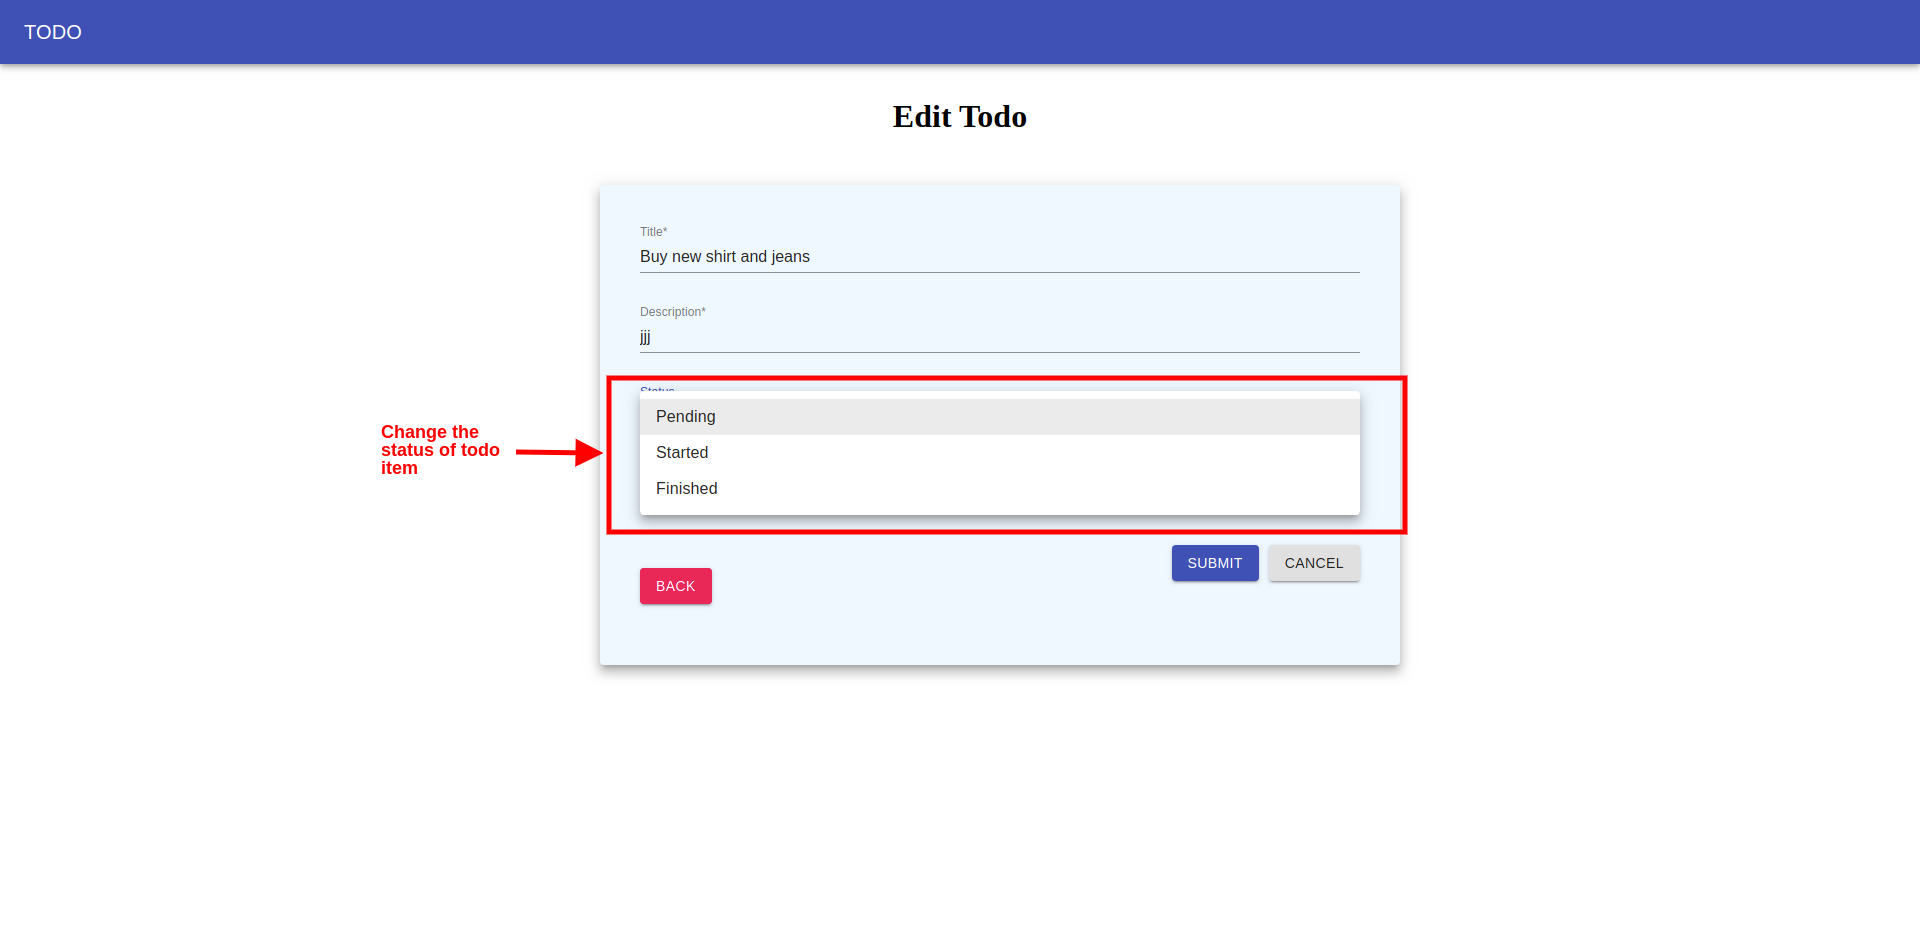 TODO
Edit Todo
Title*
Buy new shirt and jeans
Description*
jjj
Status
Pending
Started
Finished
Change the
status of todo
item
SUBMIT
CANCEL
BACK